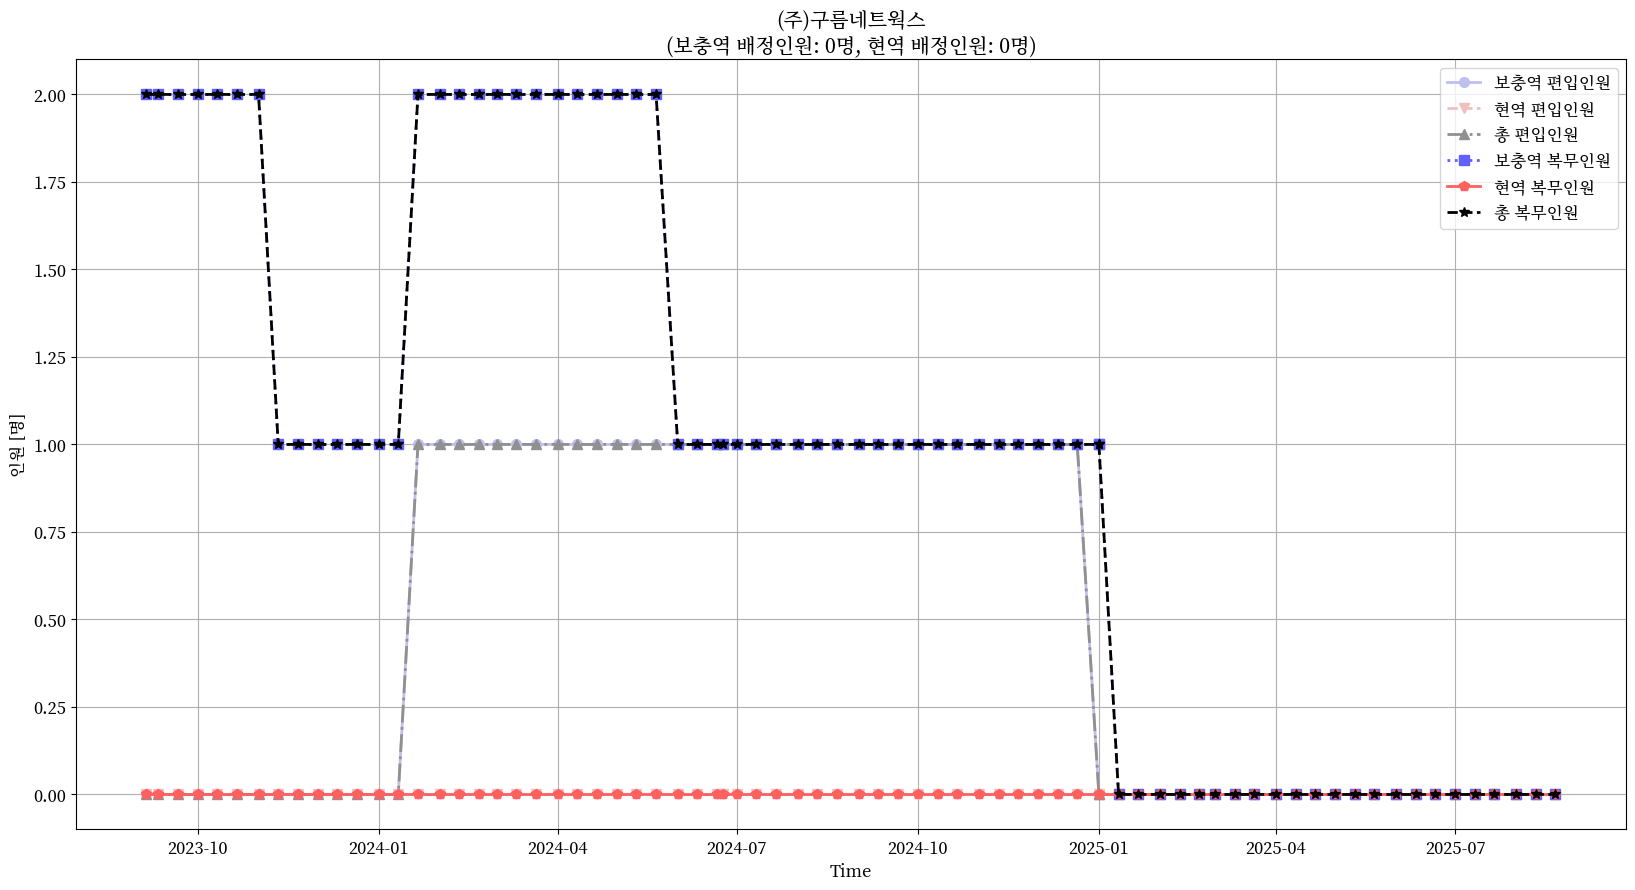 (주)구름네트웍스
(보충역 배정인원: 0명, 현역 배정인원: 0명)
보충역 편입인원
현역 편입인원
총 편입인원
보충역 복무인원
현역 복무인원
총 복무인원
인원 [명]
2.00
1.75
1.50
1.25
1.00
0.75
0.50
0.25
0.00
2023-10
2024-01
2024-04
2024-07
2024-10
2025-01
2025-04
2025-07
Time